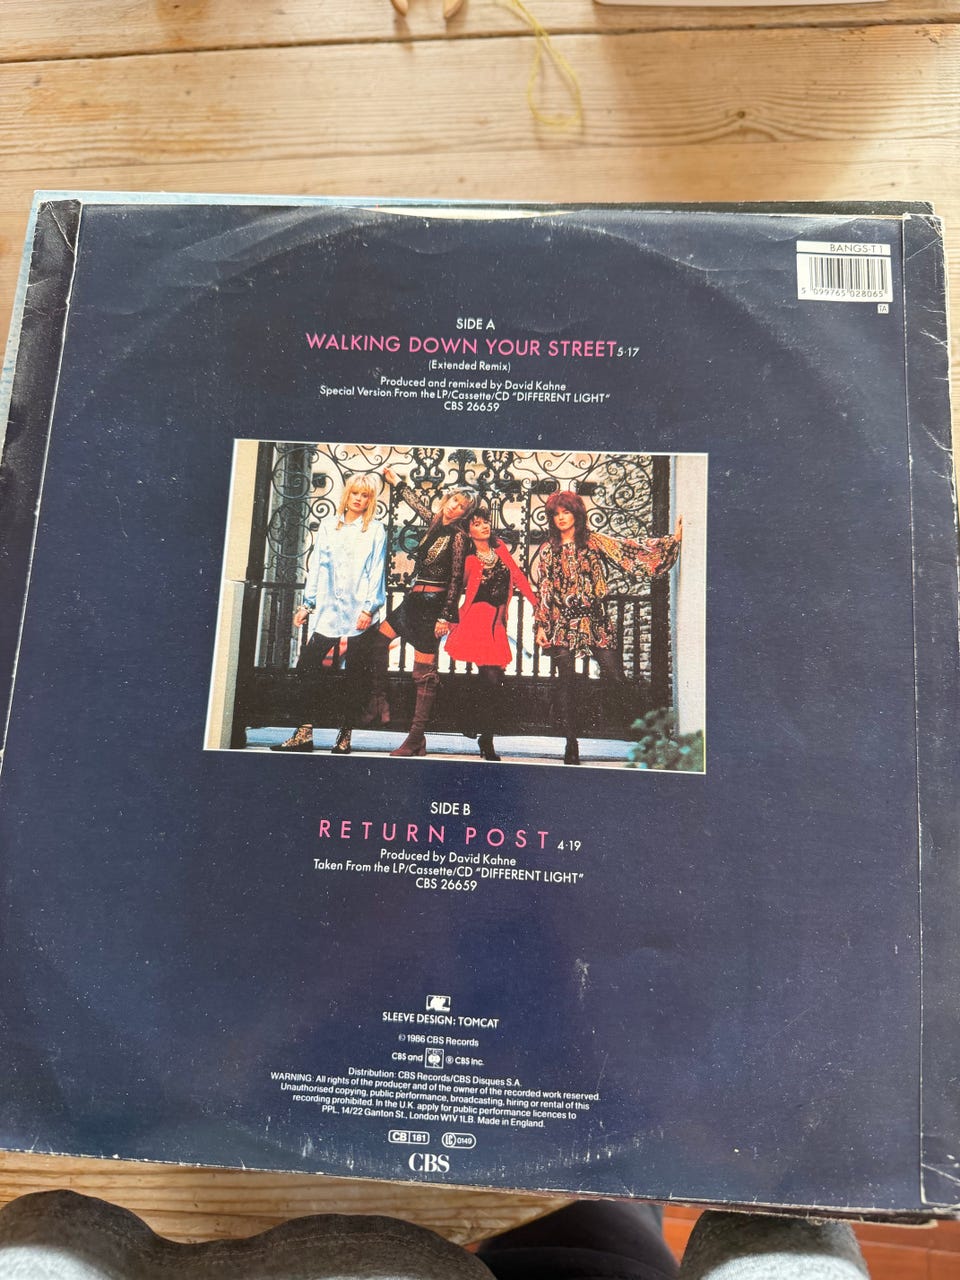 BANGS-T 1
5 099765 028065
1A
SIDE A
WALKING DOWN YOUR STREET 5·17
(Extended Remix)
Produced and remixed by David Kahne
Special Version From the LP/Cassette/CD "DIFFERENT LIGHT"
CBS 26659
SIDE B
RETURN POST 4·19
Produced by David Kahne
Taken From the LP/Cassette/CD "DIFFERENT LIGHT"
CBS 26659
SLEEVE DESIGN: TOMCAT
© 1986 CBS Records
CBS and CBS ® CBS Inc.
Distribution: CBS Records/CBS Disques S.A.
WARNING: All rights of the producer and of the owner of the recorded work reserved.
Unauthorised copying, public performance, broadcasting, hiring or rental of this
recording prohibited. In the U.K. apply for public performance licences to
PPL, 14/22 Ganton St., London W1V 1LB. Made in England.
CB 181 LC 0149
CBS